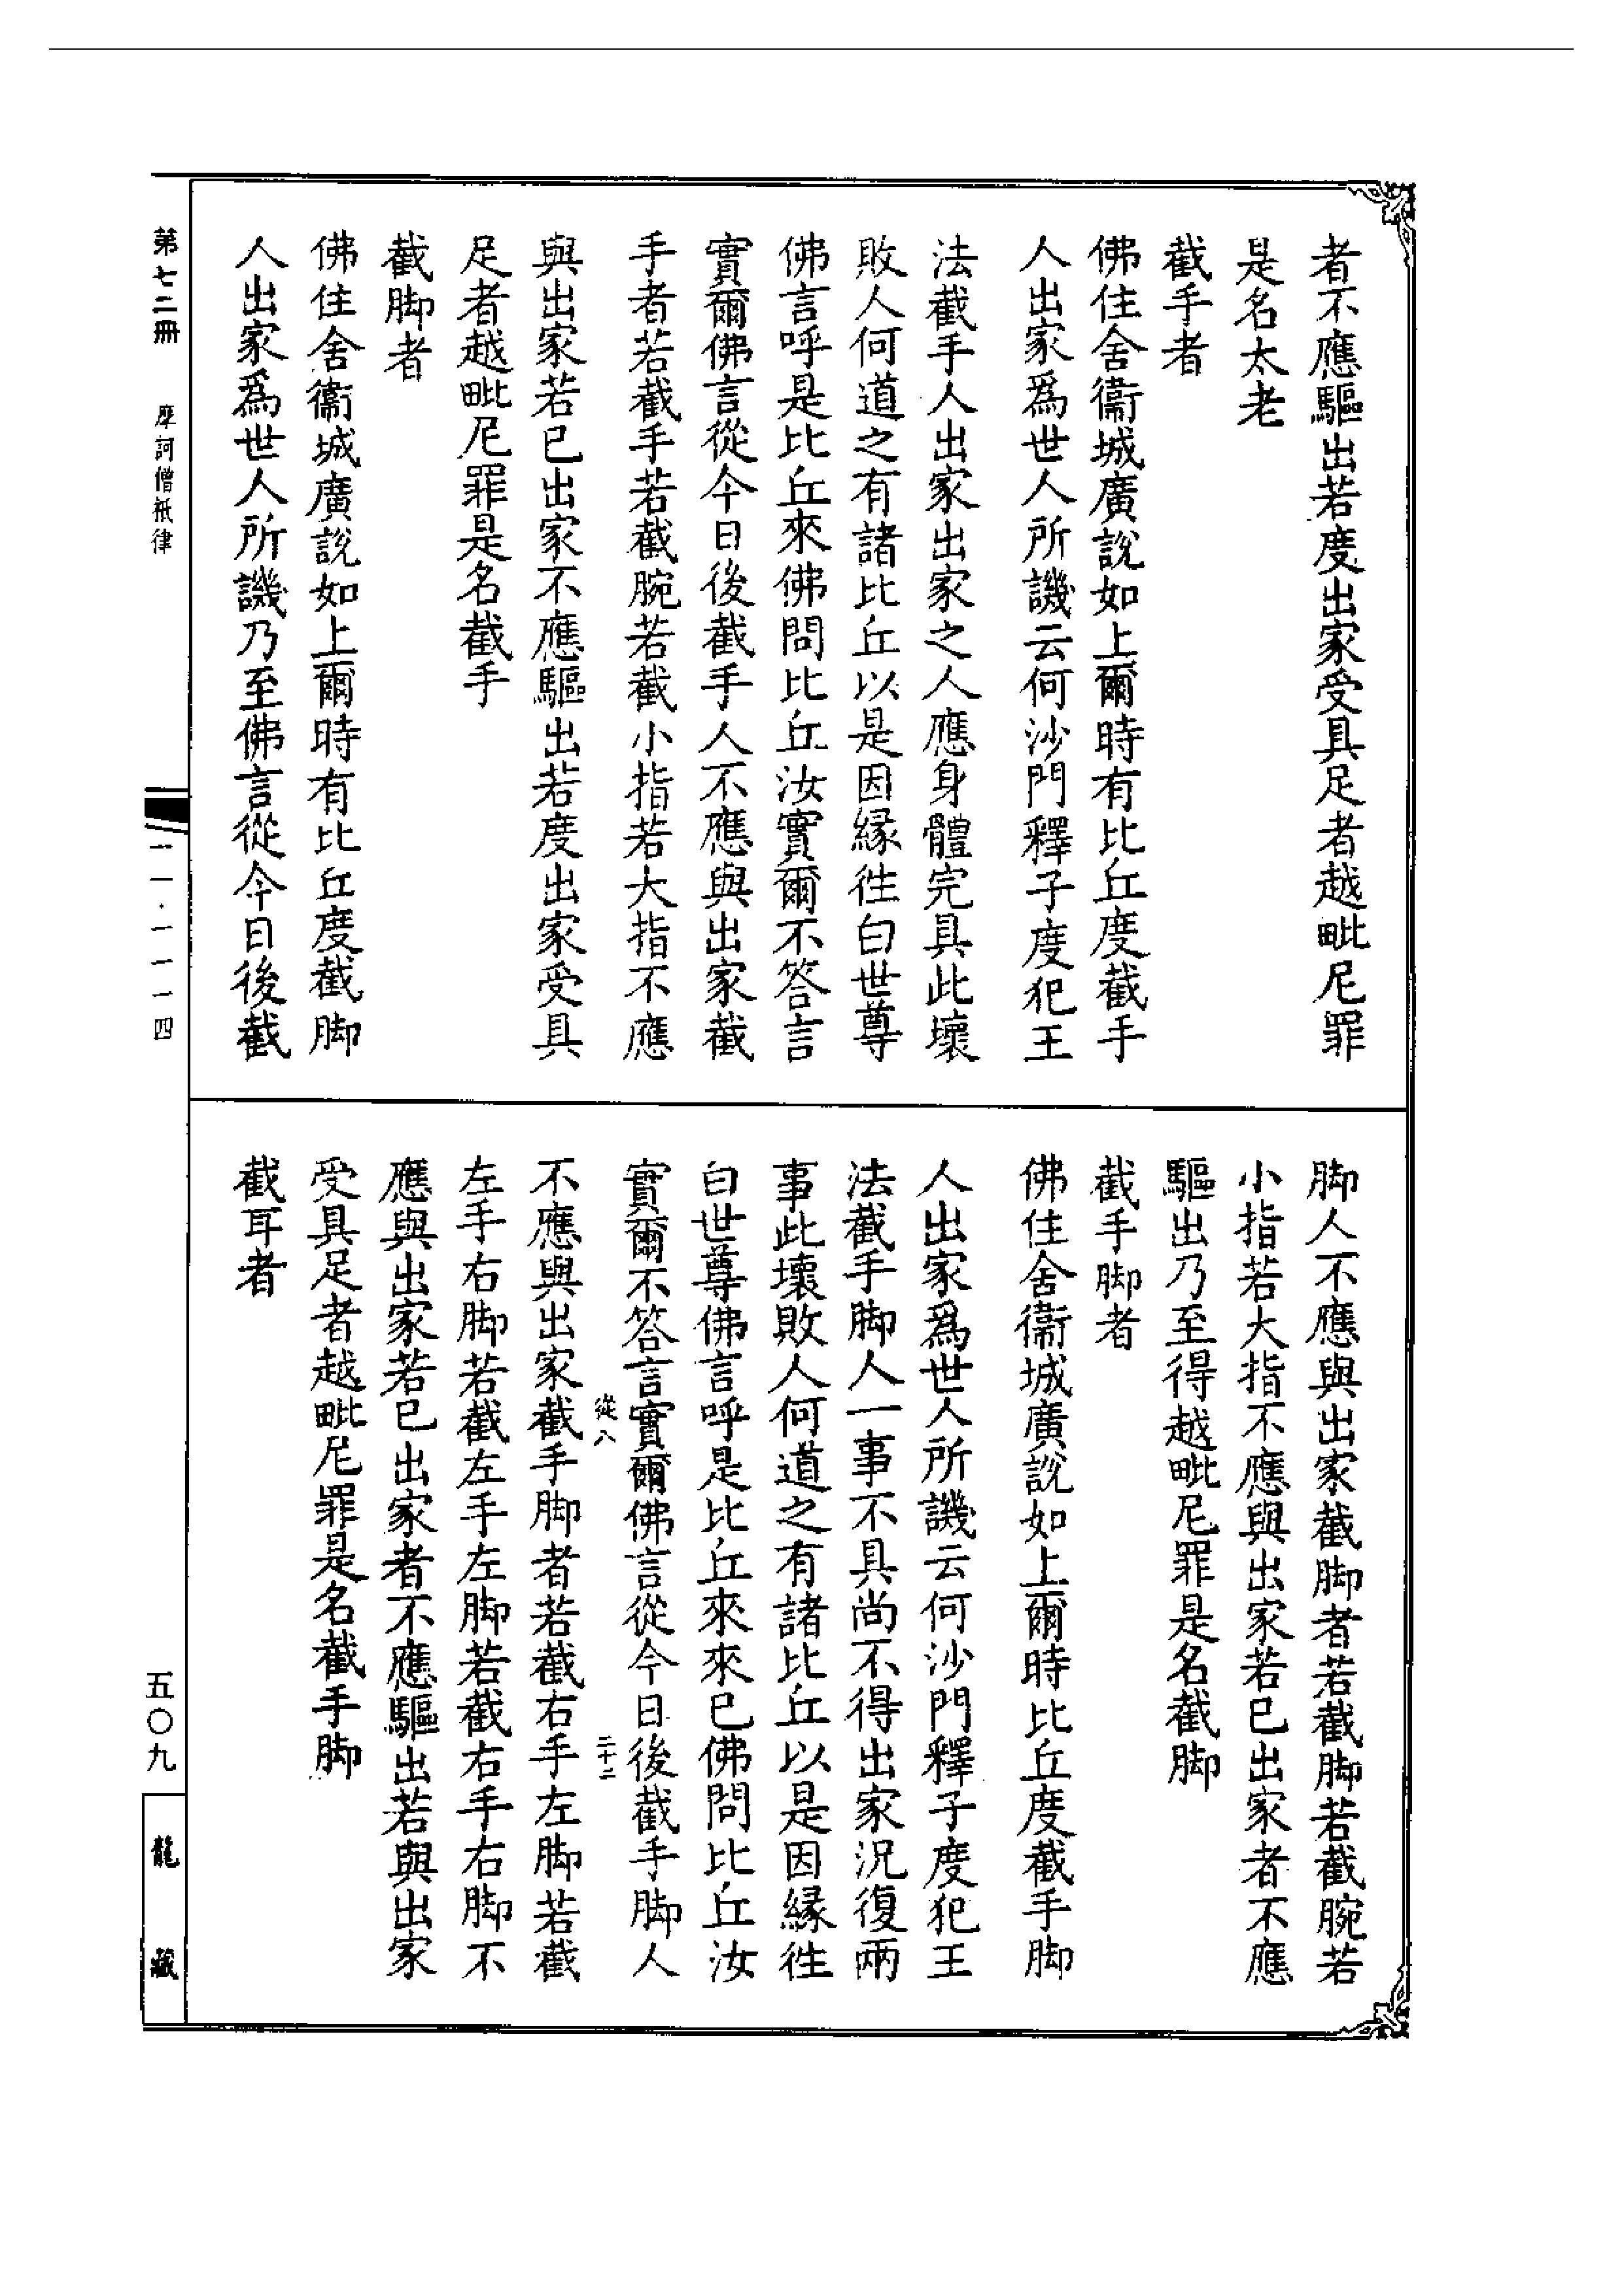 者不應驅出若度出家受具足者越毗尼罪
是名太老
截手者
佛住舍衞城廣說如上爾時有比丘度截手
人出家爲世人所譏云何沙門釋子度犯王
法截手人出家出家之人應身體完具此壞
敗人何道之有諸比丘以是因緣徃白世尊
佛言呼是比丘來佛問比丘汝實爾不答言
實爾佛言從今日後截手人不應與出家截
手者若截手若截腕若截小指若大指不應
與出家若已出家不應驅出若度出家受具
足者越毗尼罪是名截手
截脚者
佛住舍衞城廣說如上爾時有比丘度截脚
人出家爲世人所譏乃至佛言從今日後截
脚人不應與出家截脚者若截脚若截腕若
小指若大指不應與出家若已出家者不應
驅出乃至得越毗尼罪是名截脚
截手脚者
佛住舍衞城廣說如上爾時比丘度截手脚
人出家爲世人所譏云何沙門釋子度犯王
法截手脚人一事不具尚不得出家況復兩
事此壞敗人何道之有諸比丘以是因緣徃
白世尊佛言呼是比丘來來已佛問比丘汝
實爾不答言實爾佛言從今日後截手脚人
從八 二十二
不應與出家截手脚者若截右手左脚若截
左手右脚若截左手左脚若截右手右脚不
應與出家若已出家者不應驅出若與出家
受具足者越毗尼罪是名截手脚
截耳者
第七二冊 摩訶僧祇律
一一·一一一四
五〇九
龍藏